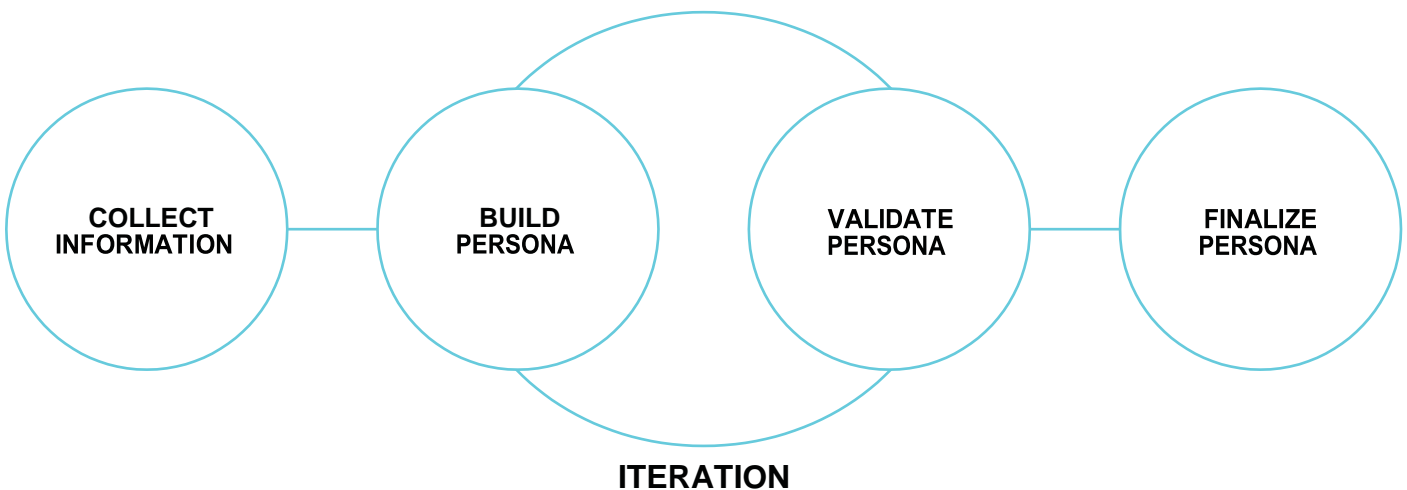 COLLECT
INFORMATION
BUILD
PERSONA
VALIDATE
PERSONA
FINALIZE
PERSONA
ITERATION